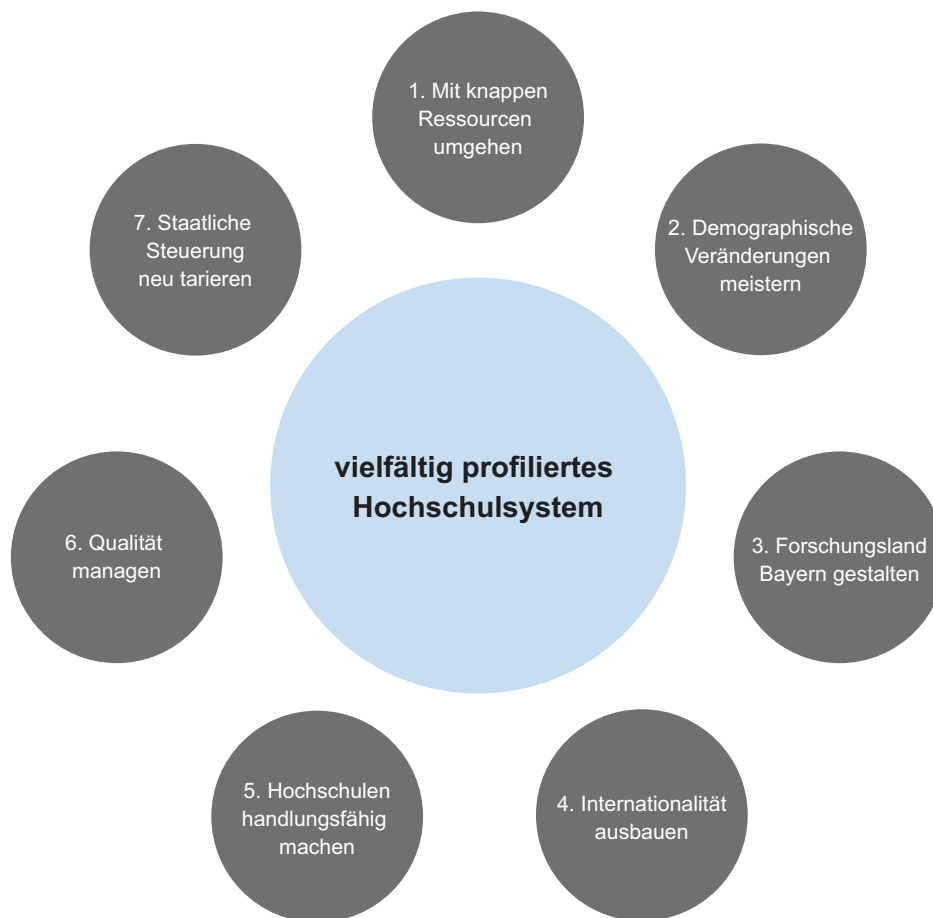 1. Mit knappen
Ressourcen
umgehen
2. Demographische
Veränderungen
meistern
3. Forschungsland
Bayern gestalten
4. Internationalität
ausbauen
5. Hochschulen
handlungsfähig
machen
6. Qualität
managen
7. Staatliche
Steuerung
neu tarieren
vielfältig profiliertes
Hochschulsystem